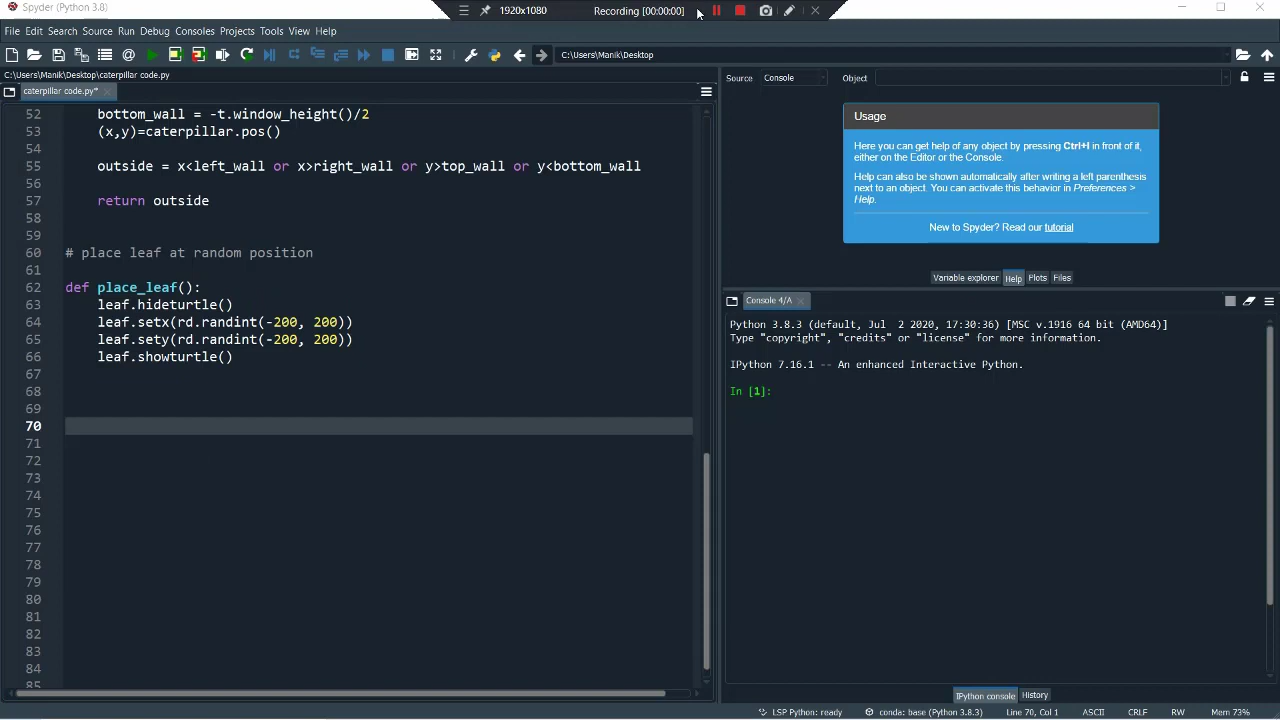 Spyder (Python 3.8)
1920x1080
Recording [00:00:00]
File Edit Search Source Run Debug Consoles Projects Tools View Help
C:\Users\Manik\Desktop
C:\Users\Manik\Desktop\caterpillar code.py
caterpillar code.py*
52 bottom_wall = -t.window_height()/2
53 (x,y)=caterpillar.pos()
54
55 outside = x<left_wall or x>right_wall or y>top_wall or y<bottom_wall
56
57 return outside
58
59
60 # place leaf at random position
61
62 def place_leaf():
63 leaf.hideturtle()
64 leaf.setx(rd.randint(-200, 200))
65 leaf.sety(rd.randint(-200, 200))
66 leaf.showturtle()
67
68
69
70
71
72
73
74
75
76
77
78
79
80
81
82
83
84
85
Source Console Object
Usage
Here you can get help of any object by pressing Ctrl+I in front of it,
either on the Editor or the Console.
Help can also be shown automatically after writing a left parenthesis
next to an object. You can activate this behavior in Preferences >
Help.
New to Spyder? Read our tutorial
Variable explorer Help Plots Files
Console 4/A
Python 3.8.3 (default, Jul 2 2020, 17:30:36) [MSC v.1916 64 bit (AMD64)]
Type "copyright", "credits" or "license" for more information.
IPython 7.16.1 -- An enhanced Interactive Python.
In [1]:
IPython console History
LSP Python: ready conda: base (Python 3.8.3) Line 70, Col 1 ASCII CRLF RW Mem 73%